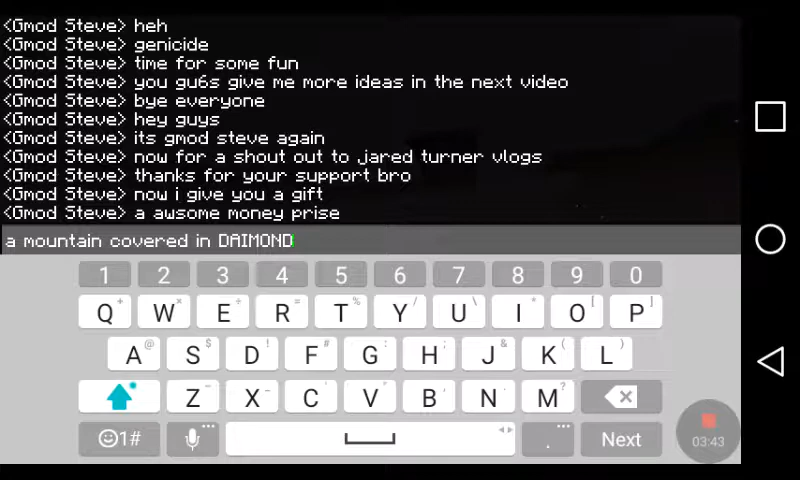 <Gmod Steve> heh
<Gmod Steve> genicide
<Gmod Steve> time for some fun
<Gmod Steve> you gu6s give me more ideas in the next video
<Gmod Steve> bye everyone
<Gmod Steve> hey guys
<Gmod Steve> its gmod steve again
<Gmod Steve> now for a shout out to jared turner vlogs
<Gmod Steve> thanks for your support bro
<Gmod Steve> now i give you a gift
<Gmod Steve> a awsome money prise
a mountain covered in DAIMOND
1 2 3 4 5 6 7 8 9 0
Q W E R T Y U I O P
A S D F G H J K L
Z X C V B N M
1# . Next
03:43